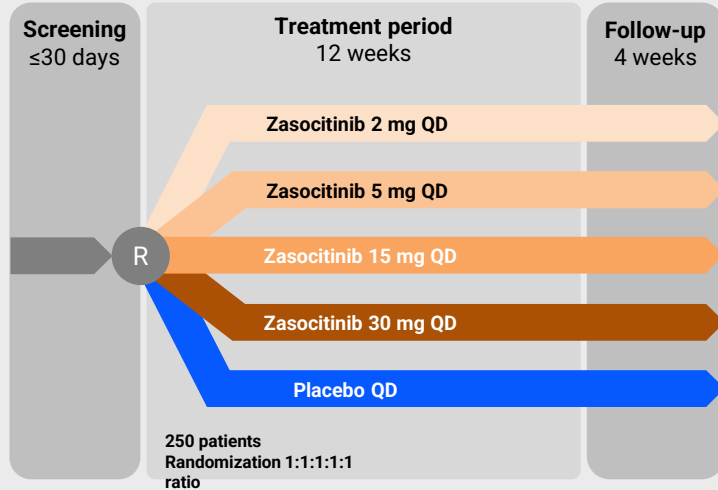 Screening
≤30 days
Treatment period
12 weeks
Follow-up
4 weeks
Zasocitinib 2 mg QD
Zasocitinib 5 mg QD
R
Zasocitinib 15 mg QD
Zasocitinib 30 mg QD
Placebo QD
250 patients
Randomization 1:1:1:1:1
ratio